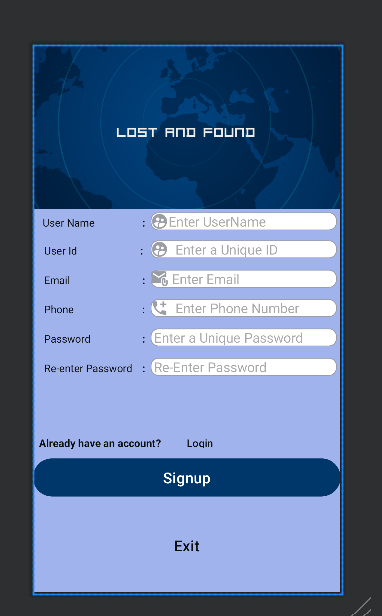 LOST AND FOUND
User Name : Enter UserName
User Id : Enter a Unique ID
Email : Enter Email
Phone : Enter Phone Number
Password : Enter a Unique Password
Re-enter Password : Re-Enter Password
Already have an account? Login
Signup
Exit